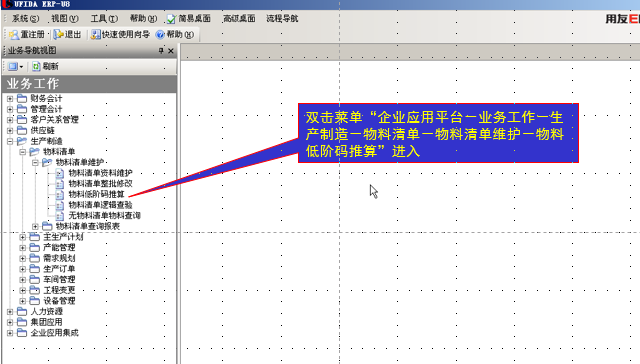 UFIDA ERP-U8
系统(S) 视图(V) 工具(T) 帮助(H) 简易桌面 高级桌面 流程导航
用友E
重注册 退出 快速使用向导 帮助(H)
业务导航视图
刷新
业务工作
财务会计
管理会计
客户关系管理
供应链
生产制造
物料清单
物料清单维护
物料清单资料维护
物料清单整批修改
物料低阶码推算
物料清单逻辑查验
无物料清单物料查询
物料清单查询报表
主生产计划
产能管理
需求规划
生产订单
车间管理
工程变更
设备管理
人力资源
集团应用
企业应用集成
双击菜单“企业应用平台－业务工作－生
产制造－物料清单－物料清单维护－物料
低阶码推算”进入